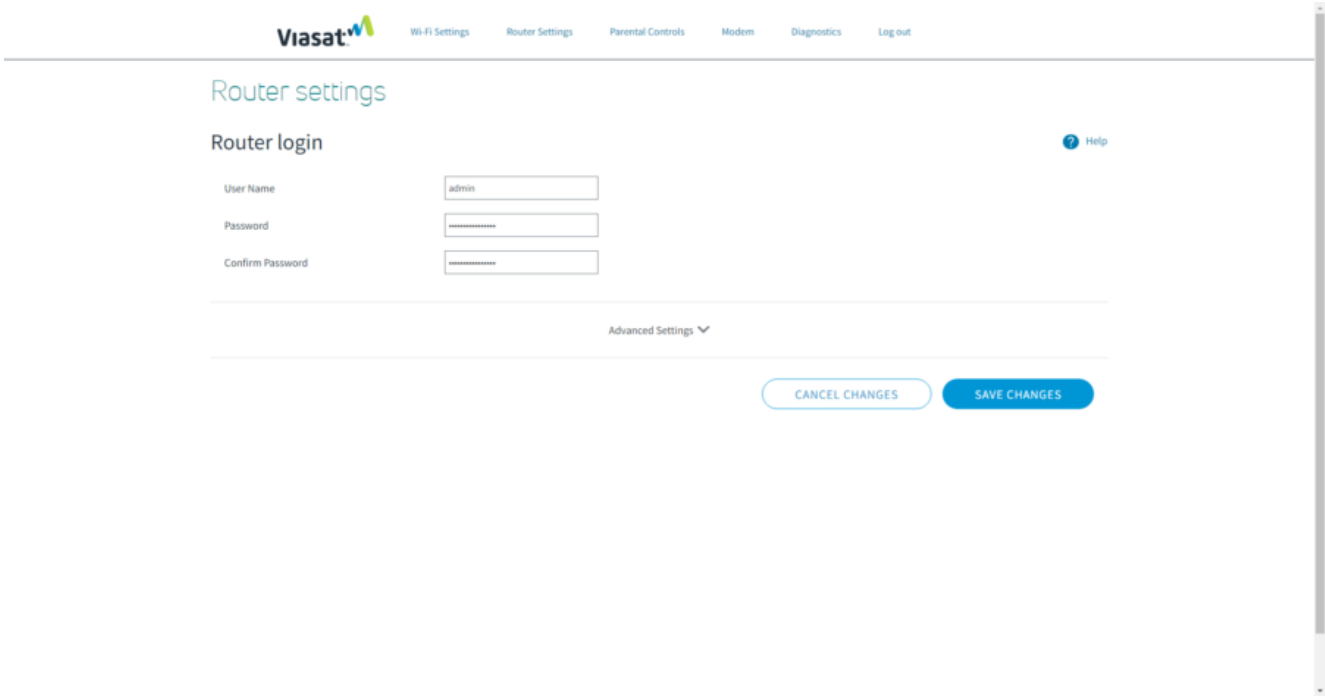 Viasat
Wi-Fi Settings Router Settings Parental Controls Modem Diagnostics Log out
Router settings
Router login
Help
User Name admin
Password ••••••••••••••••
Confirm Password ••••••••••••••••
Advanced Settings
CANCEL CHANGES SAVE CHANGES